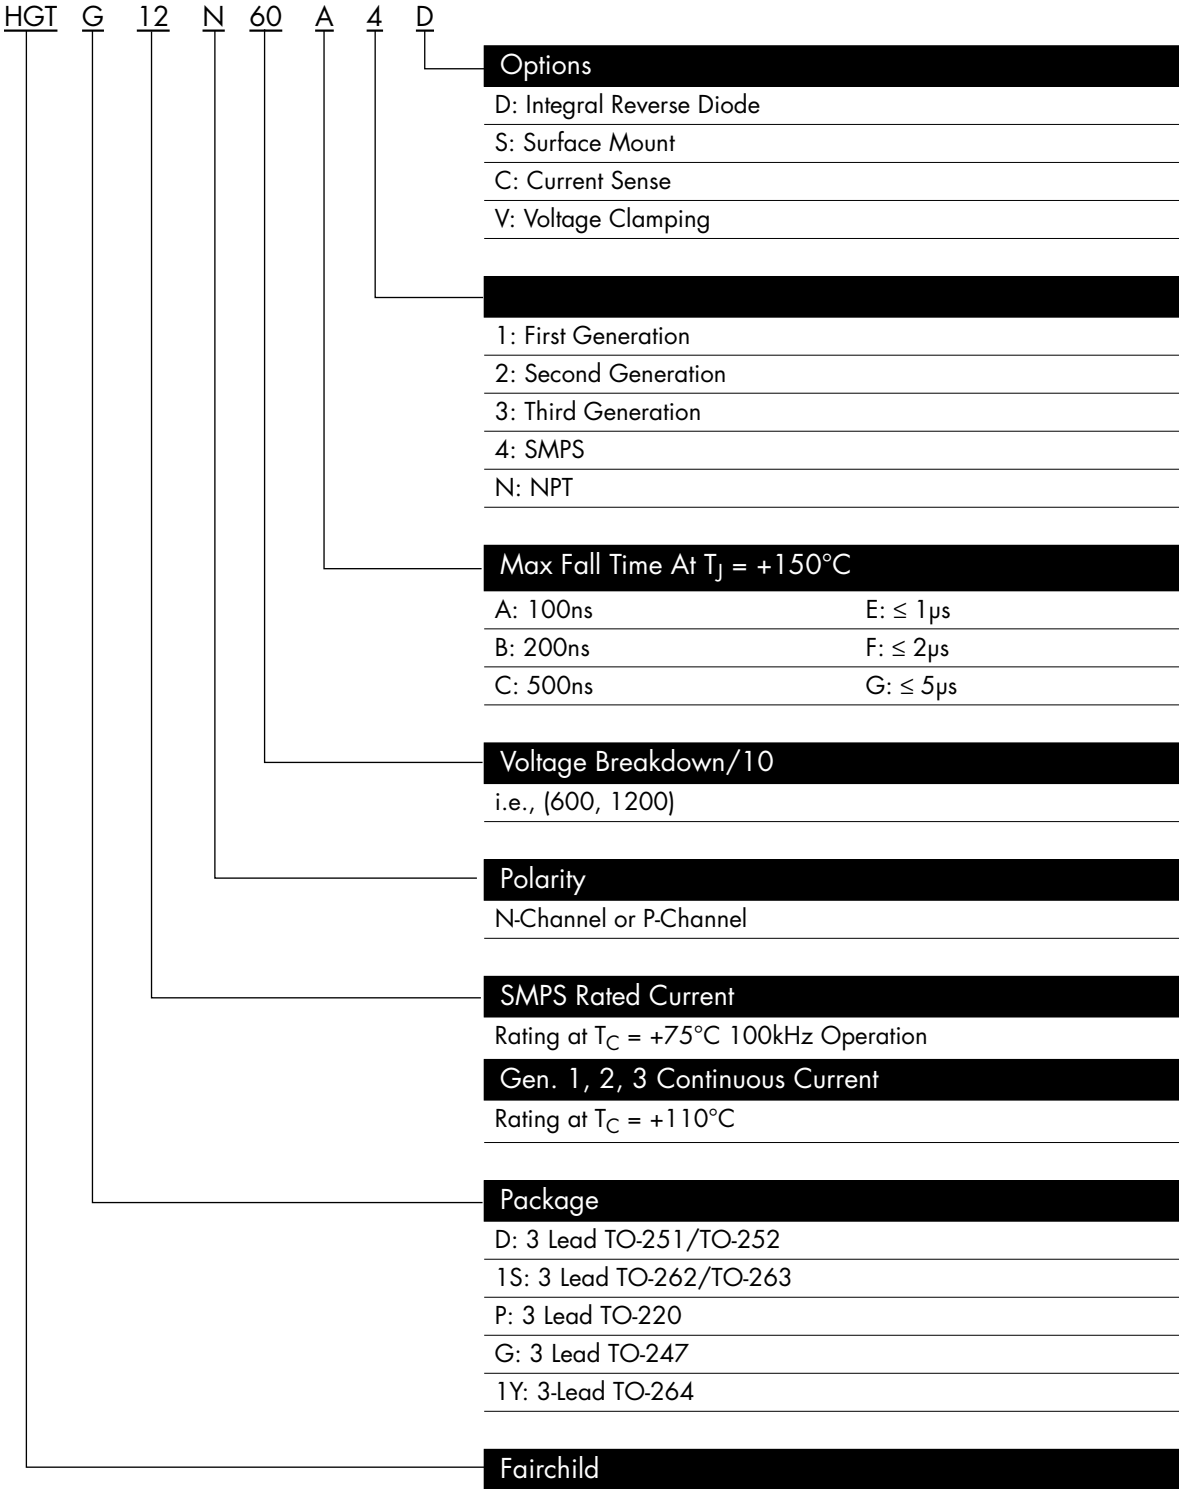 HGT G 12 N 60 A 4 D
Options
D: Integral Reverse Diode
S: Surface Mount
C: Current Sense
V: Voltage Clamping
1: First Generation
2: Second Generation
3: Third Generation
4: SMPS
N: NPT
Max Fall Time At TJ = +150°C
A: 100ns E: ≤ 1µs
B: 200ns F: ≤ 2µs
C: 500ns G: ≤ 5µs
Voltage Breakdown/10
i.e., (600, 1200)
Polarity
N-Channel or P-Channel
SMPS Rated Current
Rating at TC = +75°C 100kHz Operation
Gen. 1, 2, 3 Continuous Current
Rating at TC = +110°C
Package
D: 3 Lead TO-251/TO-252
1S: 3 Lead TO-262/TO-263
P: 3 Lead TO-220
G: 3 Lead TO-247
1Y: 3-Lead TO-264
Fairchild